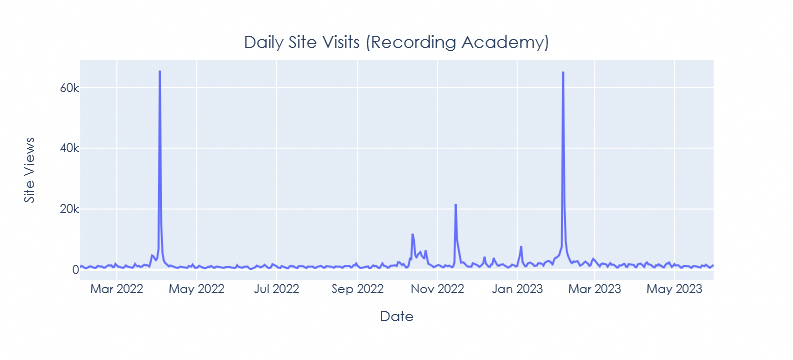 Daily Site Visits (Recording Academy)
Site Views
60k
40k
20k
0
Mar 2022 May 2022 Jul 2022 Sep 2022 Nov 2022 Jan 2023 Mar 2023 May 2023
Date